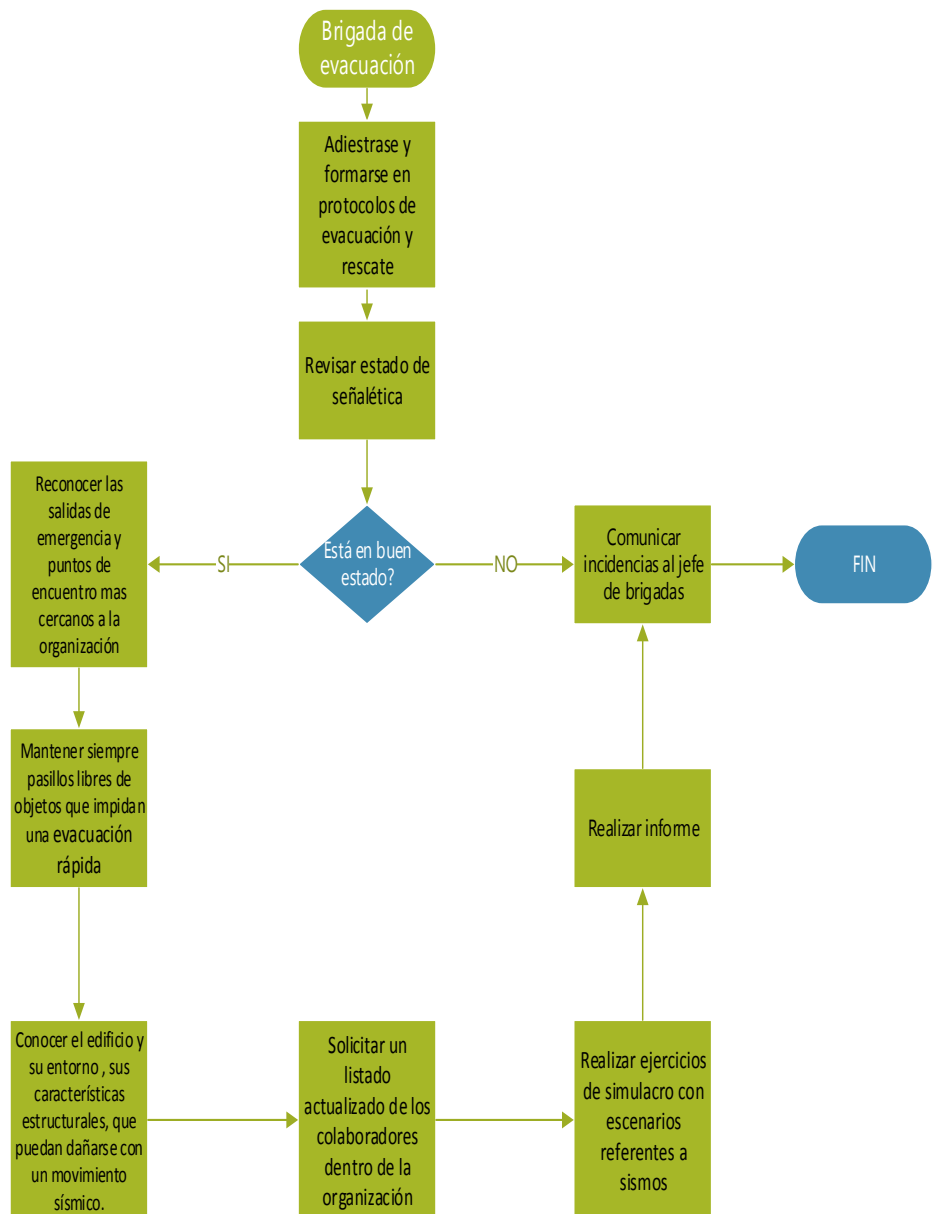 Brigada de
evacuación
Adiestrase y
formarse en
protocolos de
evacuación y
rescate
Revisar estado de
señalética
Está en buen
estado?
SI
NO
Reconocer las
salidas de
emergencia y
puntos de
encuentro mas
cercanos a la
organización
Mantener siempre
pasillos libres de
objetos que impidan
una evacuación
rápida
Conocer el edificio y
su entorno , sus
características
estructurales, que
puedan dañarse con
un movimiento
sísmico.
Solicitar un
listado
actualizado de los
colaboradores
dentro de la
organización
Realizar ejercicios
de simulacro con
escenarios
referentes a
sismos
Realizar informe
Comunicar
incidencias al jefe
de brigadas
FIN